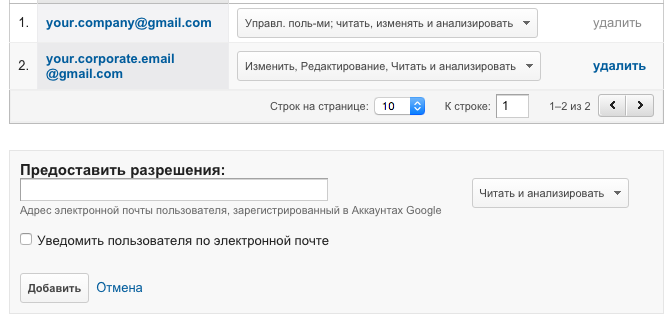 1. your.company@gmail.com Управл. поль-ми; читать, изменять и анализировать удалить
2. your.corporate.email
@gmail.com Изменить, Редактирование, Читать и анализировать удалить
Строк на странице: 10 К строке: 1 1–2 из 2
Предоставить разрешения:
Читать и анализировать
Адрес электронной почты пользователя, зарегистрированный в Аккаунтах Google
Уведомить пользователя по электронной почте
Добавить Отмена